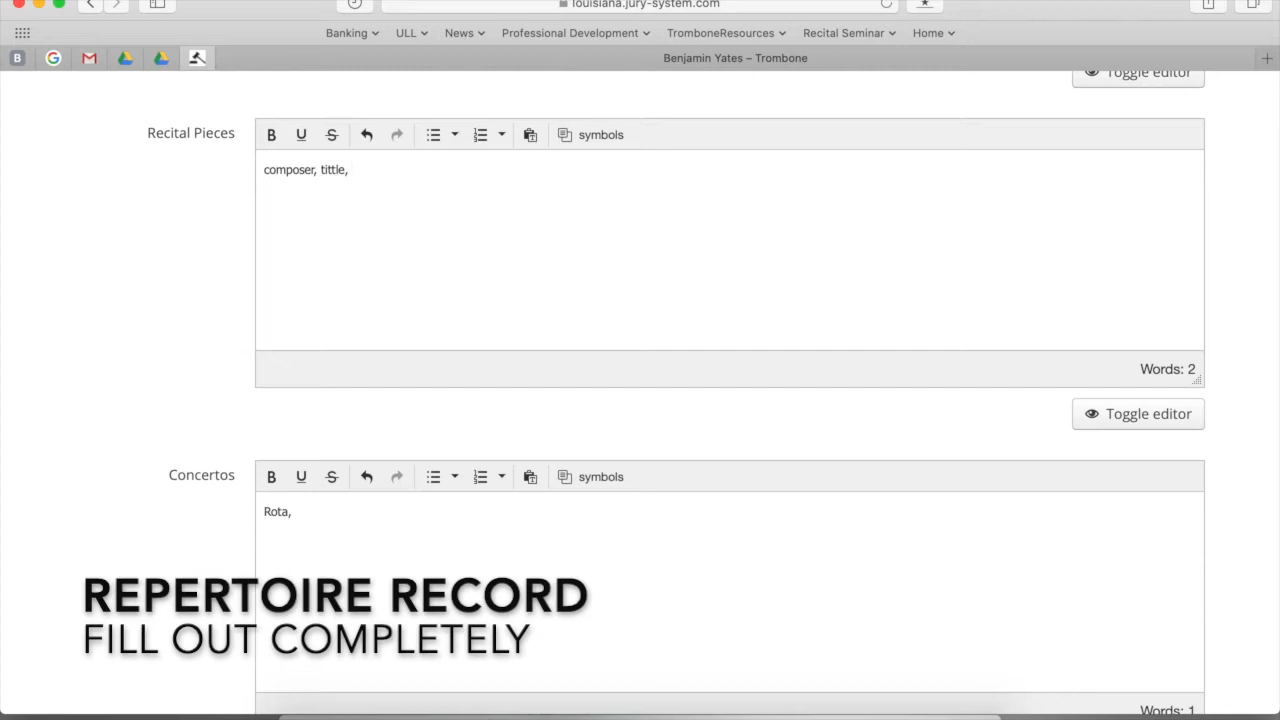 louisiana.jury-system.com
Banking ULL News Professional Development TromboneResources Recital Seminar Home
B G Benjamin Yates – Trombone
Toggle editor
Recital Pieces B U S symbols
composer, tittle,
Words: 2
Toggle editor
Concertos B U S symbols
Rota,
REPERTOIRE RECORD
FILL OUT COMPLETELY
Words: 1